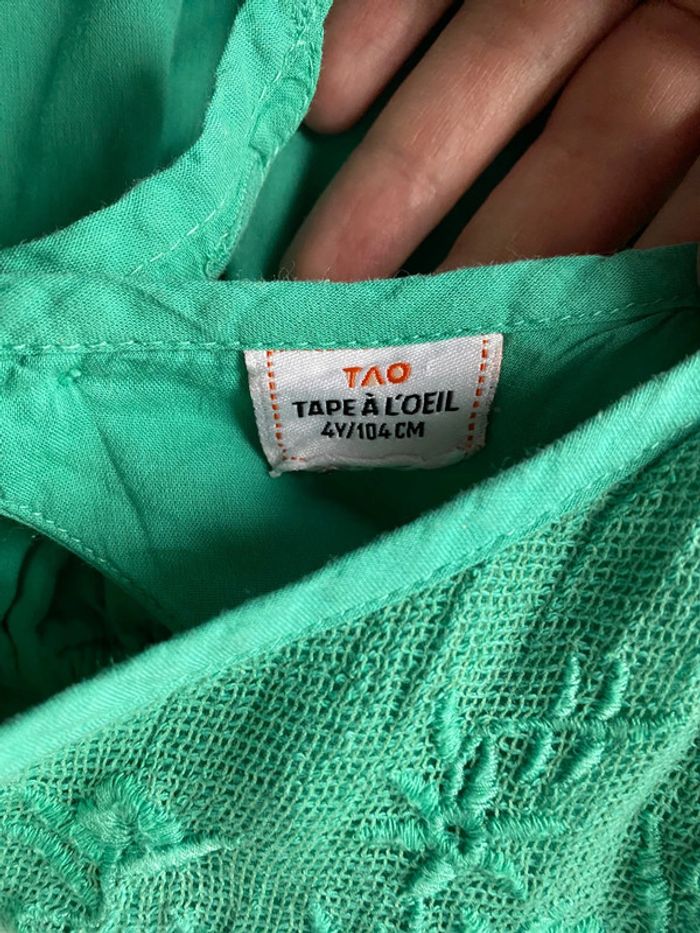 TAO
TAPE À L'OEIL
4Y/104 CM